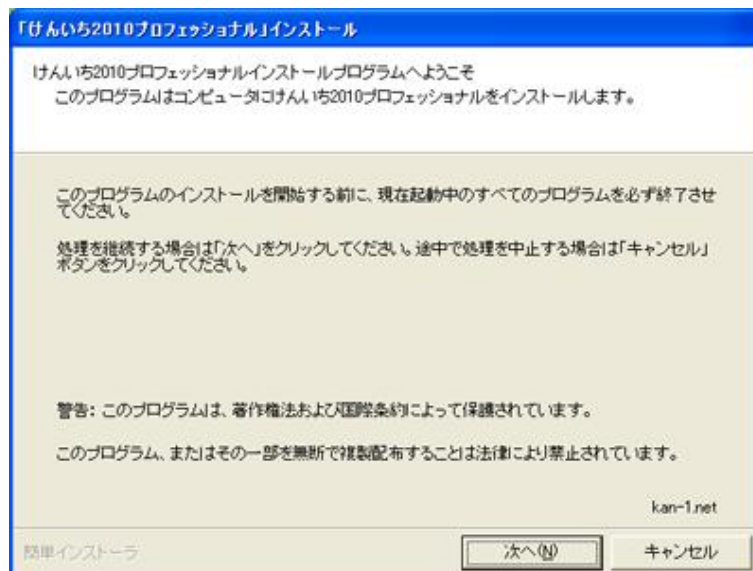 「けんいち2010プロフェッショナル」インストール
けんいち2010プロフェッショナルインストールプログラムへようこそ
このプログラムはコンピュータにけんいち2010プロフェッショナルをインストールします。
このプログラムのインストールを開始する前に、現在起動中のすべてのプログラムを必ず終了させ
てください。
処理を継続する場合は「次へ」をクリックしてください。途中で処理を中止する場合は「キャンセル」
ボタンをクリックしてください。
警告: このプログラムは、著作権法および国際条約によって保護されています。
このプログラム、またはその一部を無断で複製配布することは法律により禁止されています。
kan-1.net
簡単インストーラ
次へ(N)
キャンセル